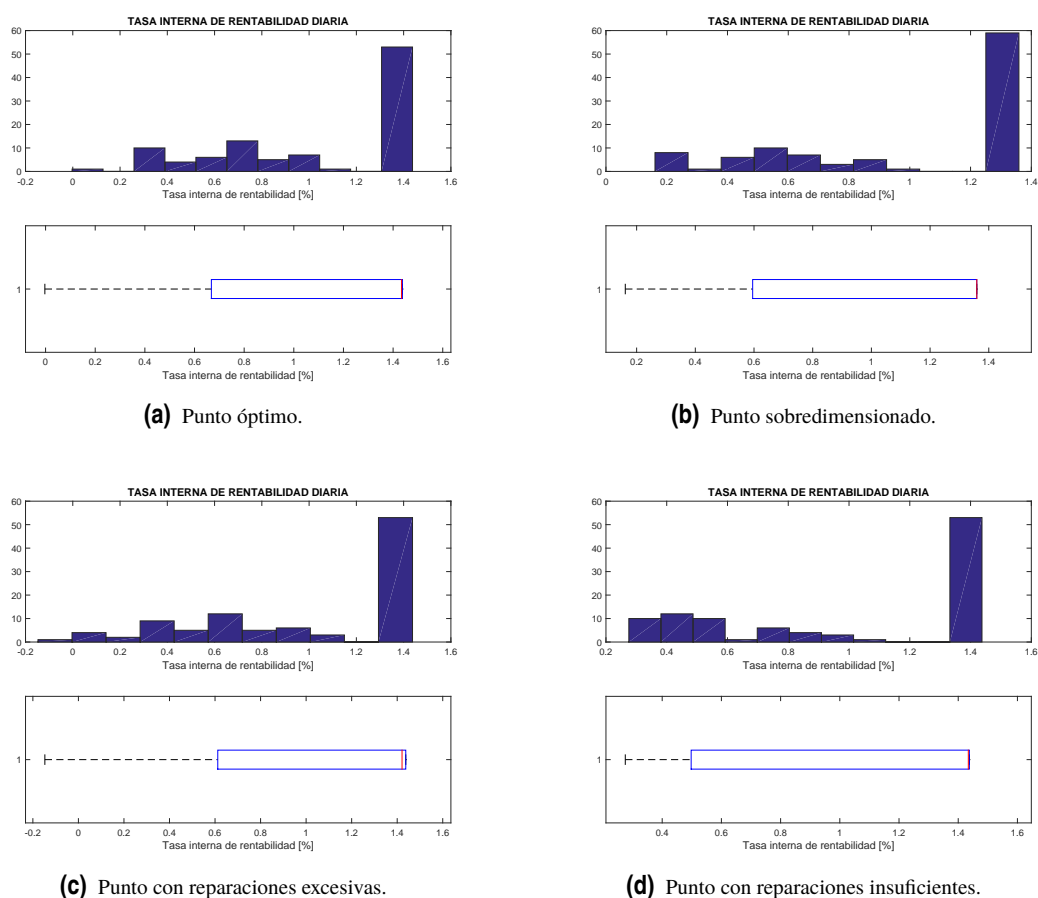 TASA INTERNA DE RENTABILIDAD DIARIA
60
50
40
30
20
10
0
-0.2 0 0.2 0.4 0.6 0.8 1 1.2 1.4 1.6
Tasa interna de rentabilidad [%]
1
0 0.2 0.4 0.6 0.8 1 1.2 1.4 1.6
Tasa interna de rentabilidad [%]
(a) Punto óptimo.
TASA INTERNA DE RENTABILIDAD DIARIA
60
50
40
30
20
10
0
0 0.2 0.4 0.6 0.8 1 1.2 1.4
Tasa interna de rentabilidad [%]
1
0.2 0.4 0.6 0.8 1 1.2 1.4
Tasa interna de rentabilidad [%]
(b) Punto sobredimensionado.
TASA INTERNA DE RENTABILIDAD DIARIA
60
50
40
30
20
10
0
-0.2 0 0.2 0.4 0.6 0.8 1 1.2 1.4 1.6
Tasa interna de rentabilidad [%]
1
-0.2 0 0.2 0.4 0.6 0.8 1 1.2 1.4 1.6
Tasa interna de rentabilidad [%]
(c) Punto con reparaciones excesivas.
TASA INTERNA DE RENTABILIDAD DIARIA
60
50
40
30
20
10
0
0.2 0.4 0.6 0.8 1 1.2 1.4 1.6
Tasa interna de rentabilidad [%]
1
0.4 0.6 0.8 1 1.2 1.4 1.6
Tasa interna de rentabilidad [%]
(d) Punto con reparaciones insuficientes.